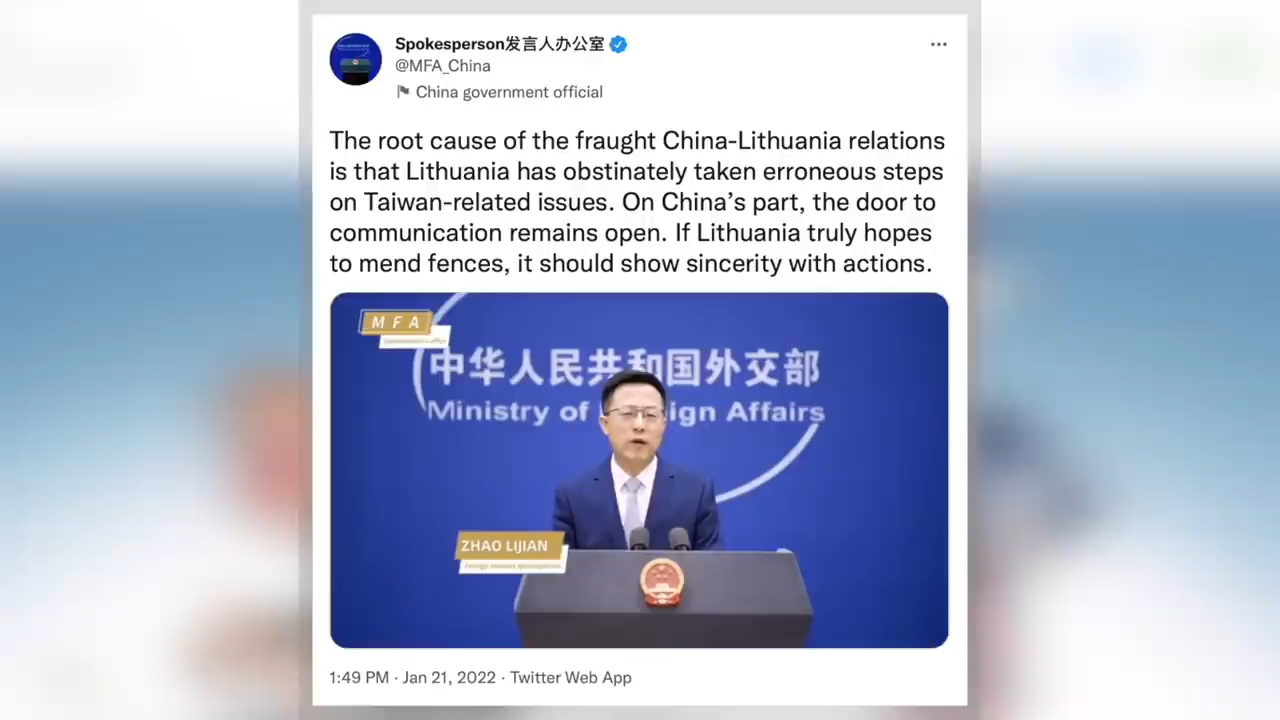 Spokesperson发言人办公室
@MFA_China
China government official
The root cause of the fraught China-Lithuania relations
is that Lithuania has obstinately taken erroneous steps
on Taiwan-related issues. On China's part, the door to
communication remains open. If Lithuania truly hopes
to mend fences, it should show sincerity with actions.
MFA
中华人民共和国外交部
Ministry of ign Affairs
ZHAO LIJIAN
Foreign ministry spokesperson
1:49 PM · Jan 21, 2022 · Twitter Web App